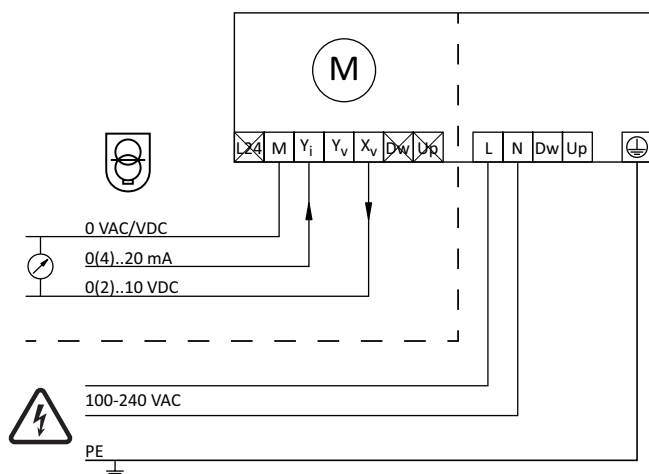 M
L24 M Yi Yv Xv Dw Up L N Dw Up
0 VAC/VDC
0(4)..20 mA
0(2)..10 VDC
100-240 VAC
PE